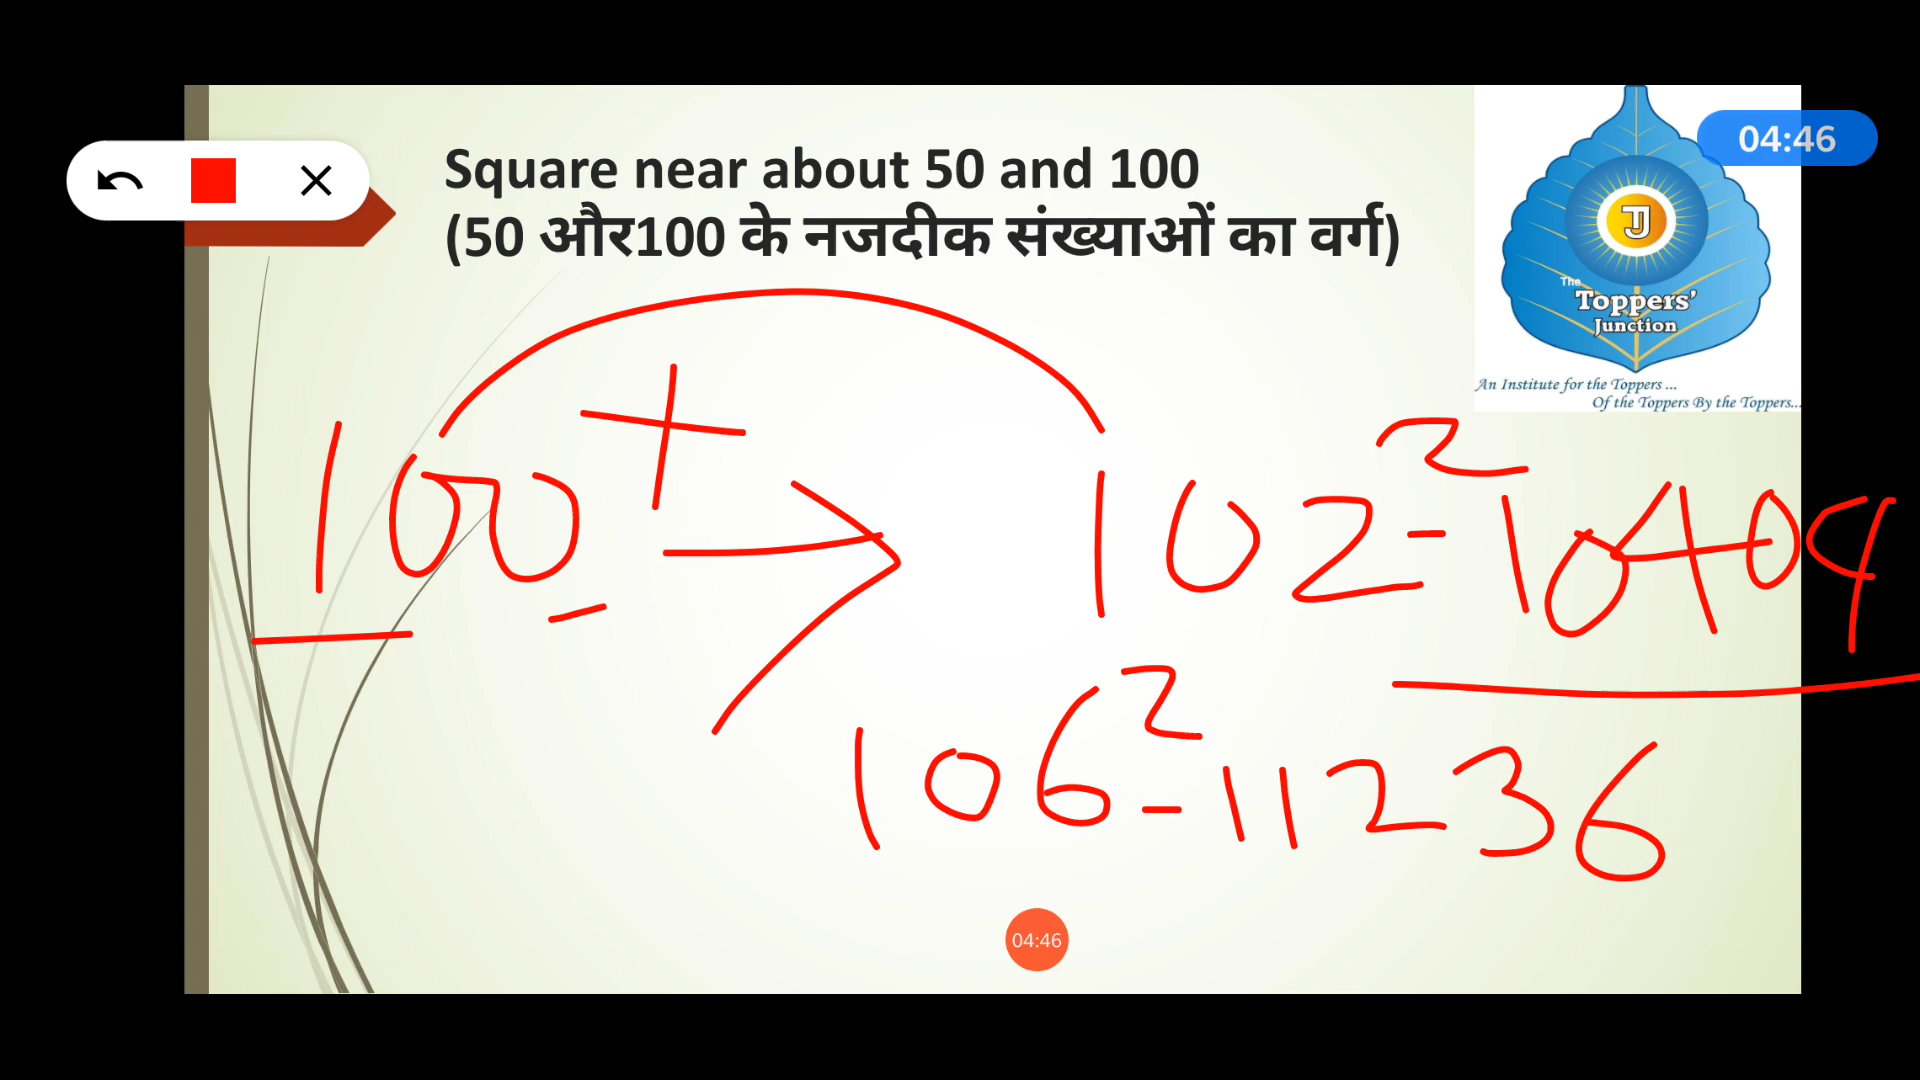 04:46
Square near about 50 and 100
(50 और100 के नजदीक संख्याओं का वर्ग)
J
The
Toppers'
Junction
An Institute for the Toppers ...
Of the Toppers By the Toppers...
100 + - → 102² = 10404
106² - 11236
04:46